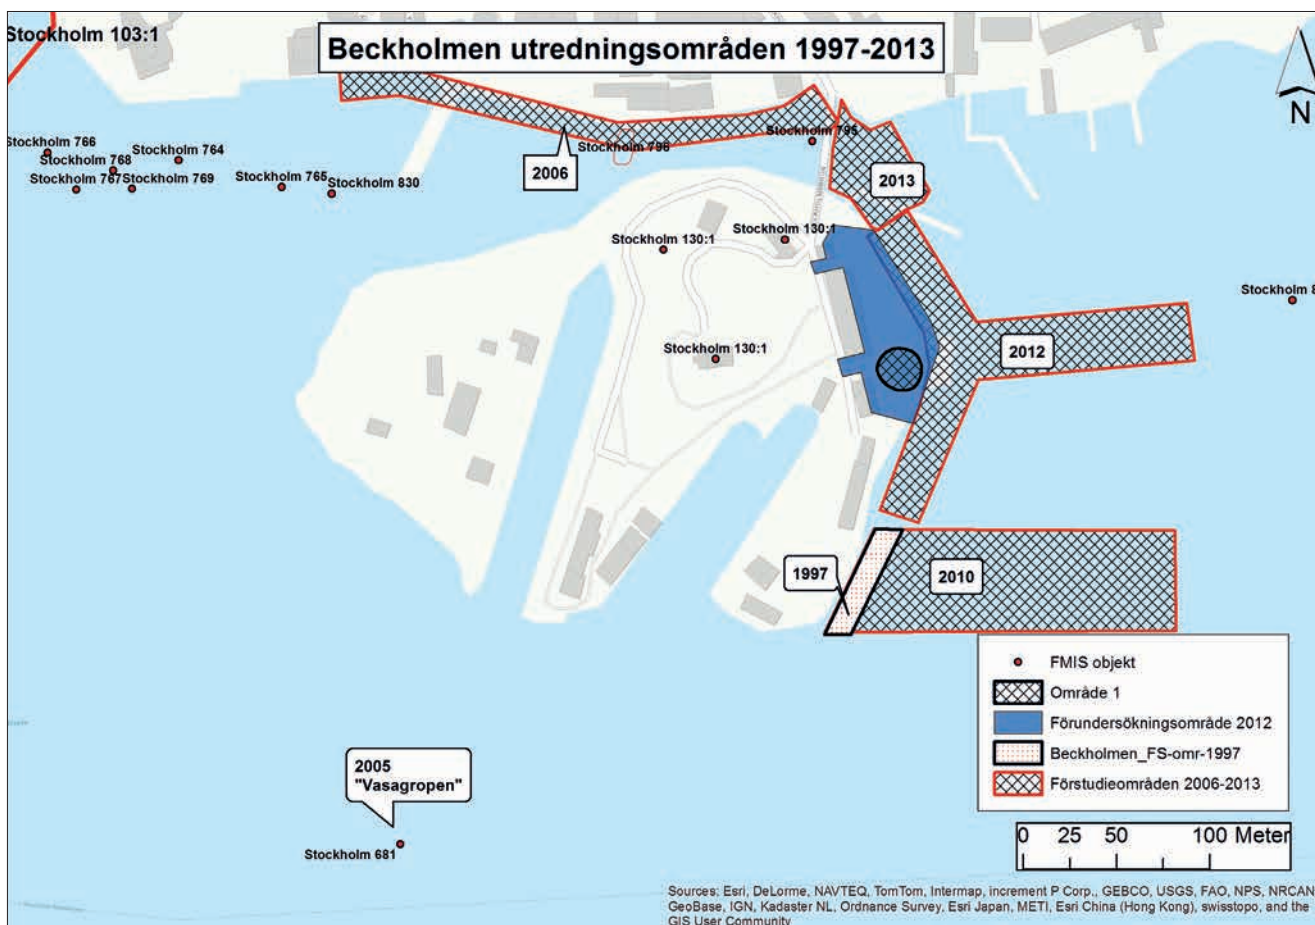 Stockholm 103:1
Beckholmen utredningsområden 1997-2013
N
Stockholm 766
Stockholm 768
Stockholm 764
Stockholm 767
Stockholm 769
Stockholm 765
Stockholm 830
2006
Stockholm 796
Stockholm 795
2013
Stockholm 130:1
Stockholm 130:1
Stockholm 8
Stockholm 130:1
2012
1997
2010
FMIS objekt
Område 1
Förundersökningsområde 2012
Beckholmen_FS-omr-1997
Förstudieområden 2006-2013
2005
"Vasagropen"
Stockholm 681
0 25 50 100 Meter
Sources: Esri, DeLorme, NAVTEQ, TomTom, Intermap, increment P Corp., GEBCO, USGS, FAO, NPS, NRCAN
GeoBase, IGN, Kadaster NL, Ordnance Survey, Esri Japan, METI, Esri China (Hong Kong), swisstopo, and the
GIS User Community